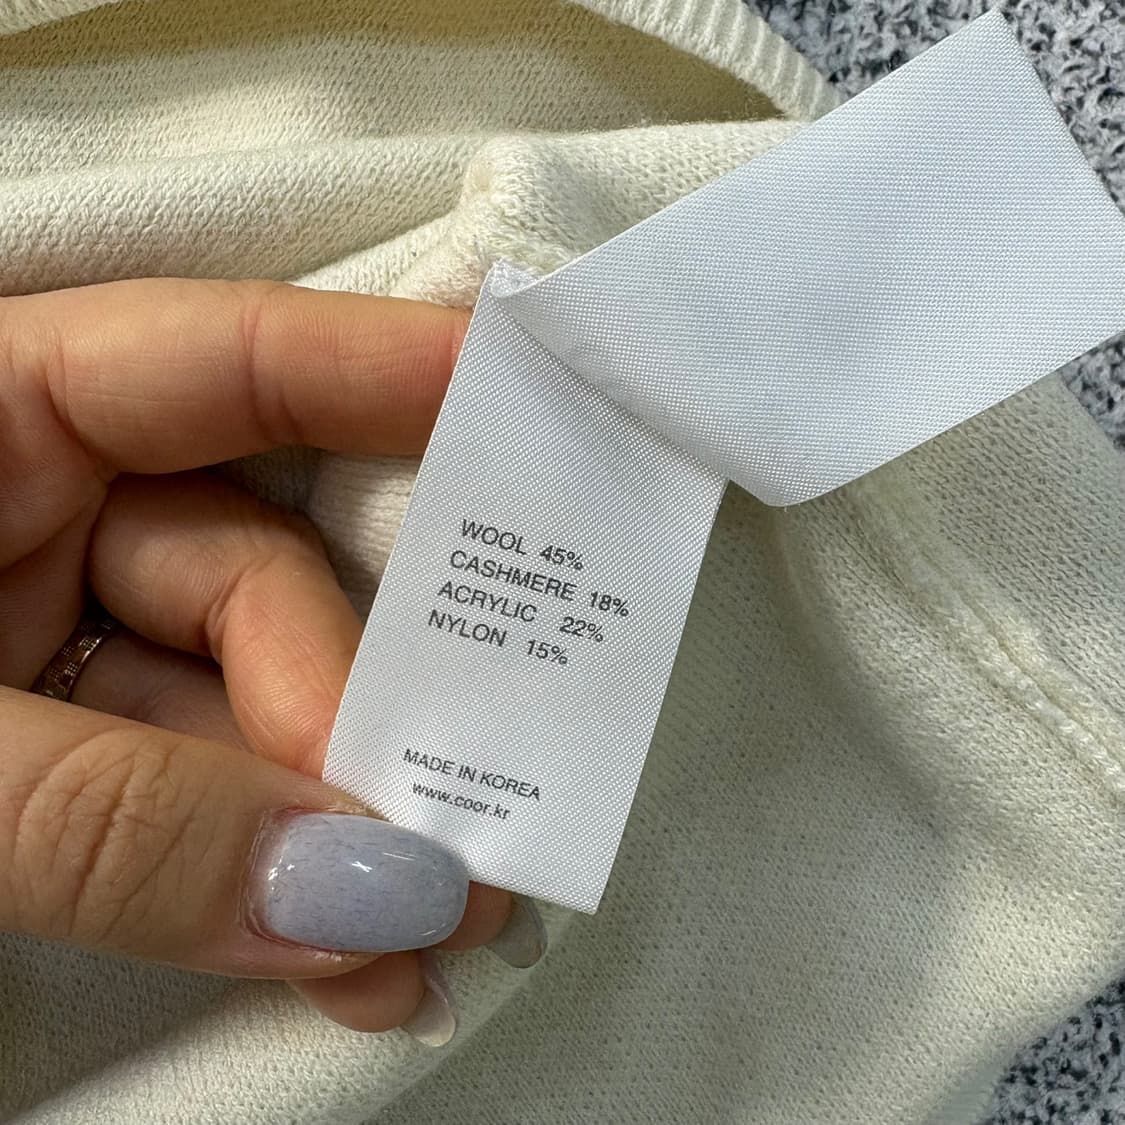 WOOL 45%
CASHMERE 18%
ACRYLIC 22%
NYLON 15%
MADE IN KOREA
www.coor.kr